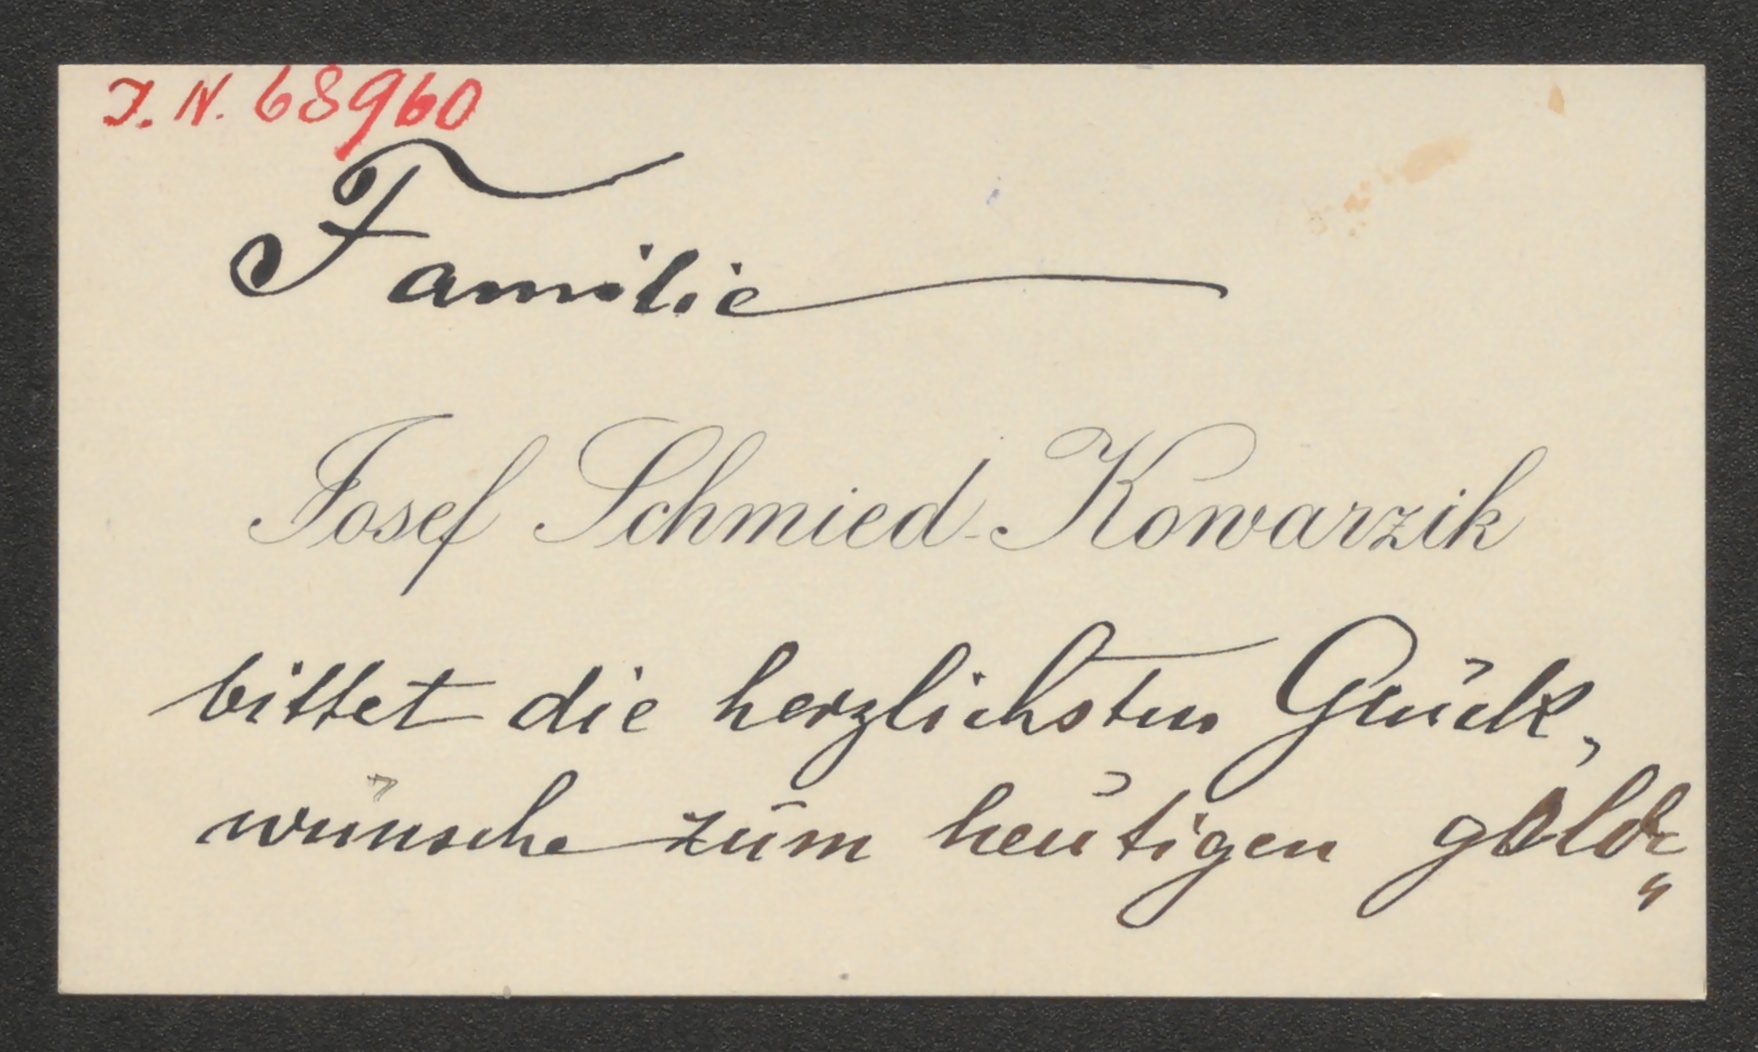 J. N. 68960
Familie
Josef Schmied-Kowarzik
bittet die herzlichsten Glück,
wünsche zum heutigen gold„